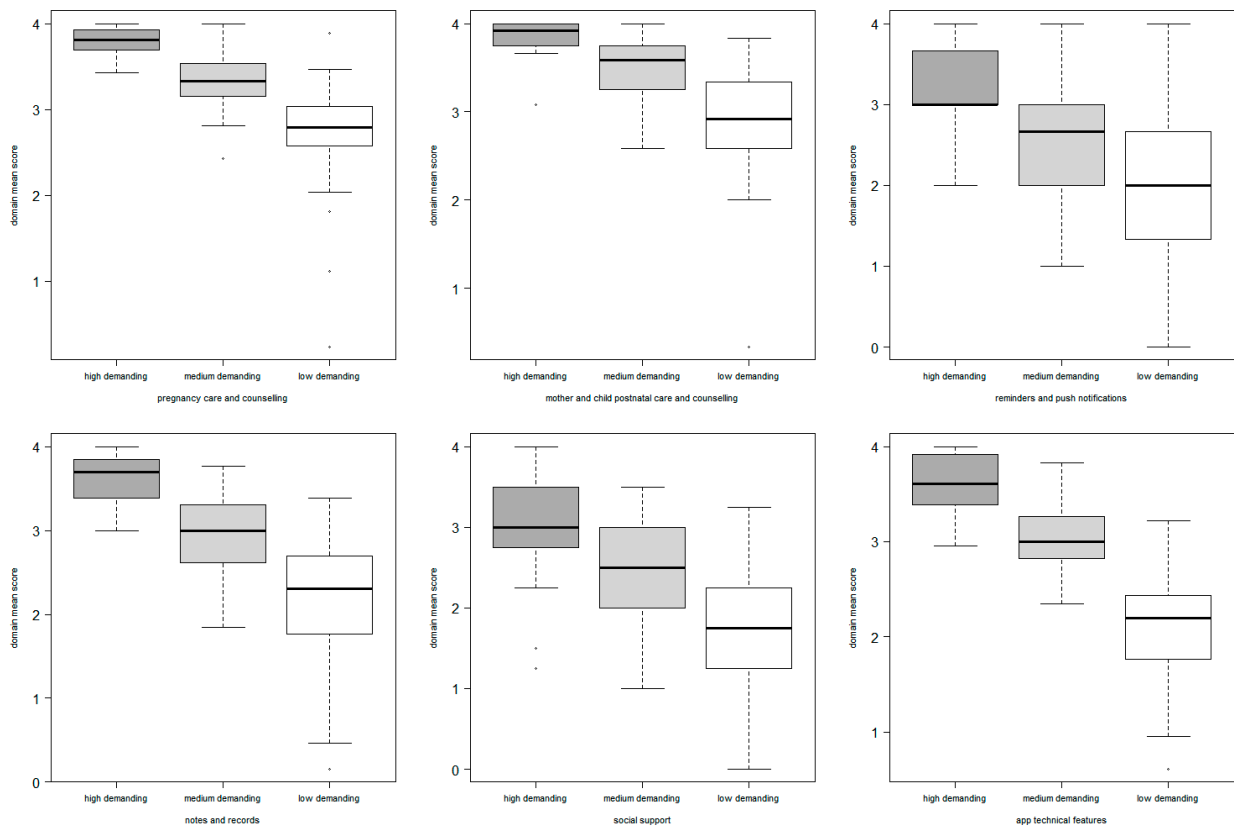 4
3
2
1
domain mean score
high demanding medium demanding low demanding
pregnancy care and counselling
4
3
2
1
domain mean score
high demanding medium demanding low demanding
mother and child postnatal care and counselling
4
3
2
1
0
domain mean score
high demanding medium demanding low demanding
reminders and push notifications
4
3
2
1
0
domain mean score
high demanding medium demanding low demanding
notes and records
4
3
2
1
0
domain mean score
high demanding medium demanding low demanding
social support
4
3
2
1
domain mean score
high demanding medium demanding low demanding
app technical features